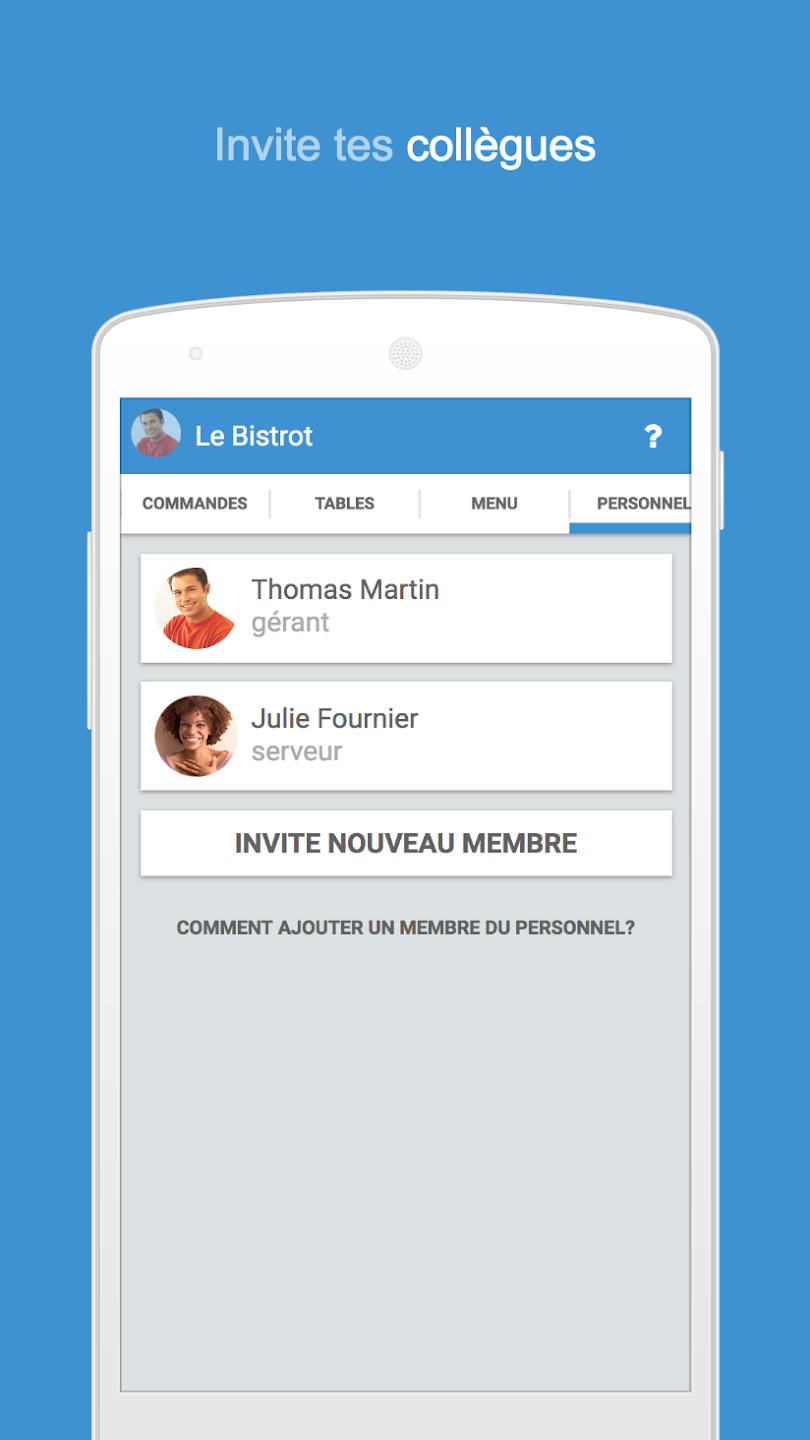 Invite tes collègues
Le Bistrot ?
COMMANDES TABLES MENU PERSONNEL
Thomas Martin
gérant
Julie Fournier
serveur
INVITE NOUVEAU MEMBRE
COMMENT AJOUTER UN MEMBRE DU PERSONNEL?